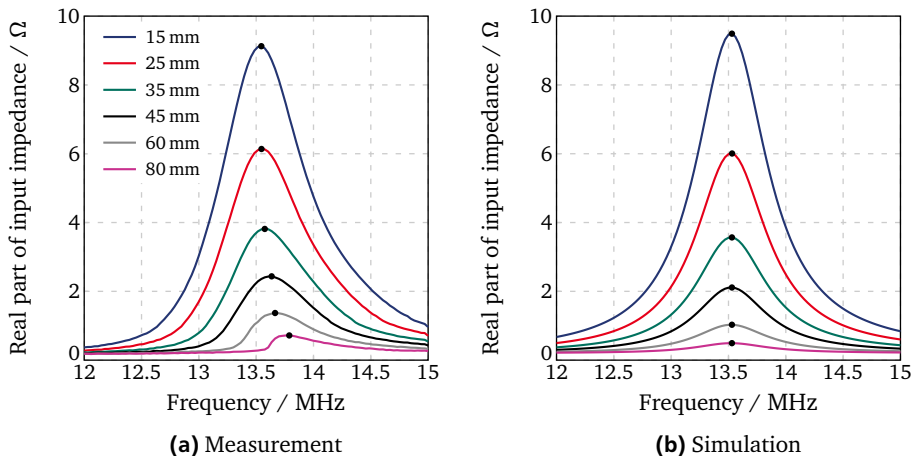 Real part of input impedance / Ω
10
8
6
4
2
0
15 mm
25 mm
35 mm
45 mm
60 mm
80 mm
12 12.5 13 13.5 14 14.5 15
Frequency / MHz
(a) Measurement
Real part of input impedance / Ω
10
8
6
4
2
0
12 12.5 13 13.5 14 14.5 15
Frequency / MHz
(b) Simulation